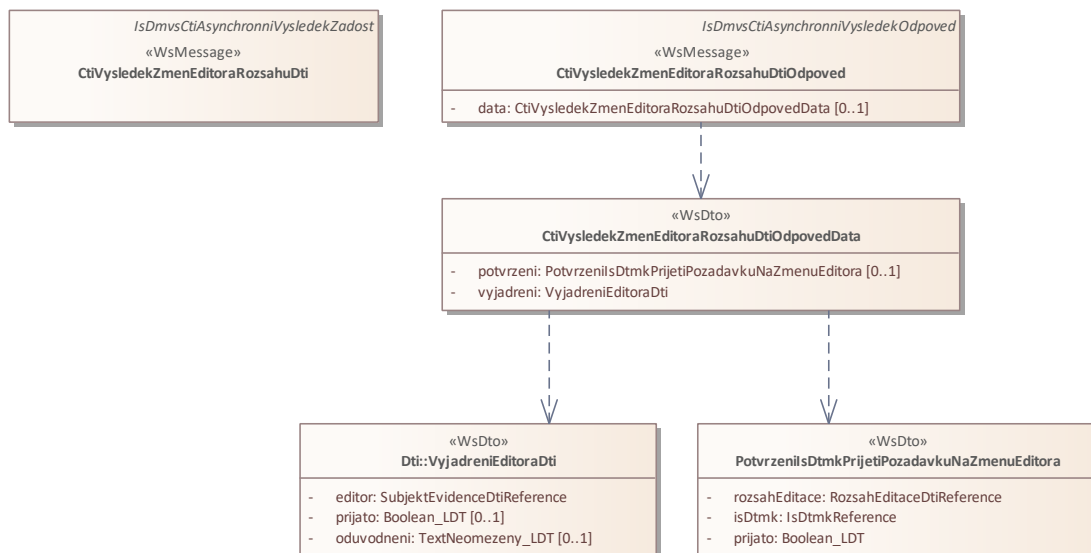 IsDmvsCtiAsynchronniVysledekZadost
«WsMessage»
CtiVysledekZmenEditoraRozsahuDti
IsDmvsCtiAsynchronniVysledekOdpoved
«WsMessage»
CtiVysledekZmenEditoraRozsahuDtiOdpoved
- data: CtiVysledekZmenEditoraRozsahuDtiOdpovedData [0..1]
«WsDto»
CtiVysledekZmenEditoraRozsahuDtiOdpovedData
- potvrzeni: PotvrzeniIsDtmkPrijetiPozadavkuNaZmenuEditora [0..1]
- vyjadreni: VyjadreniEditoraDti
«WsDto»
Dti::VyjadreniEditoraDti
- editor: SubjektEvidenceDtiReference
- prijato: Boolean_LDT [0..1]
- oduvodneni: TextNeomezeny_LDT [0..1]
«WsDto»
PotvrzeniIsDtmkPrijetiPozadavkuNaZmenuEditora
- rozsahEditace: RozsahEditaceDtiReference
- isDtmk: IsDtmkReference
- prijato: Boolean_LDT